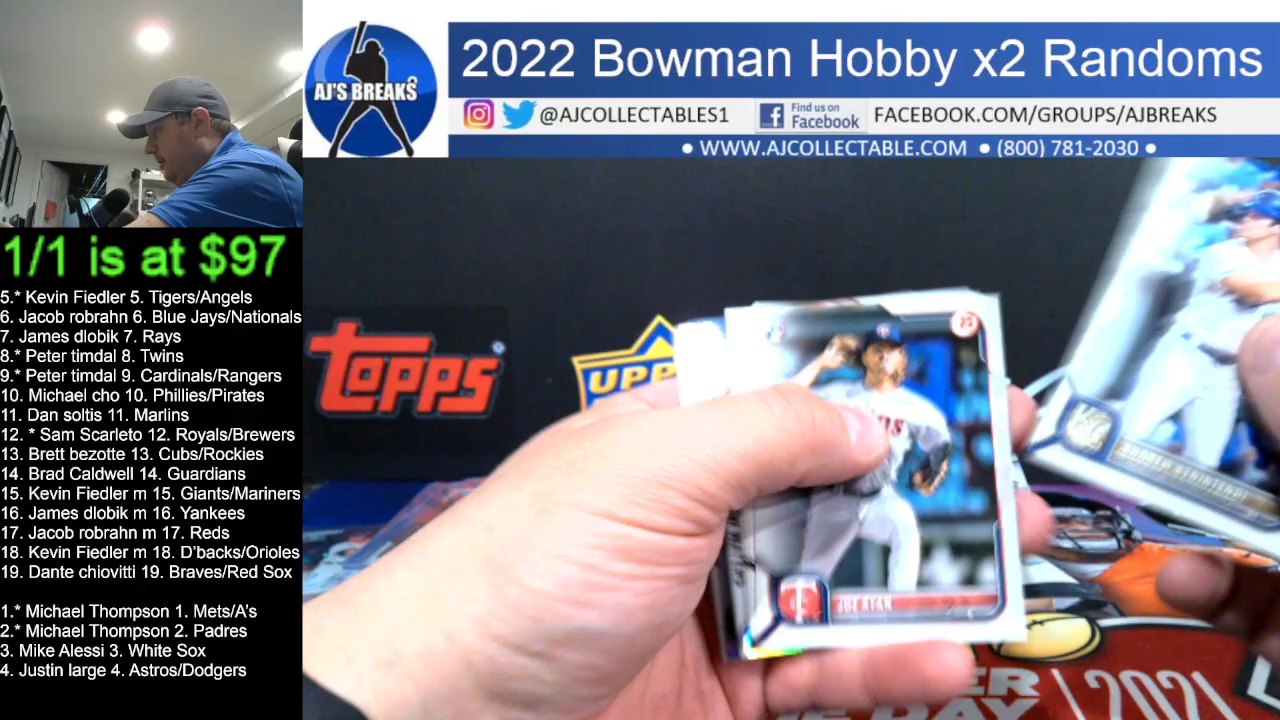 AJ'S BREAKS
2022 Bowman Hobby x2 Randoms
@AJCOLLECTABLES1
Find us on
Facebook
FACEBOOK.COM/GROUPS/AJBREAKS
• WWW.AJCOLLECTABLE.COM • (800) 781-2030 •
1/1 is at $97
5.* Kevin Fiedler 5. Tigers/Angels
6. Jacob robrahn 6. Blue Jays/Nationals
7. James dlobik 7. Rays
8.* Peter timdal 8. Twins
9.* Peter timdal 9. Cardinals/Rangers
10. Michael cho 10. Phillies/Pirates
11. Dan soltis 11. Marlins
12. * Sam Scarleto 12. Royals/Brewers
13. Brett bezotte 13. Cubs/Rockies
14. Brad Caldwell 14. Guardians
15. Kevin Fiedler m 15. Giants/Mariners
16. James dlobik m 16. Yankees
17. Jacob robrahn m 17. Reds
18. Kevin Fiedler m 18. D'backs/Orioles
19. Dante chiovitti 19. Braves/Red Sox
1.* Michael Thompson 1. Mets/A's
2.* Michael Thompson 2. Padres
3. Mike Alessi 3. White Sox
4. Justin large 4. Astros/Dodgers
Topps
UPP
JOE RYAN
ANDREW BENINTENDI
2021